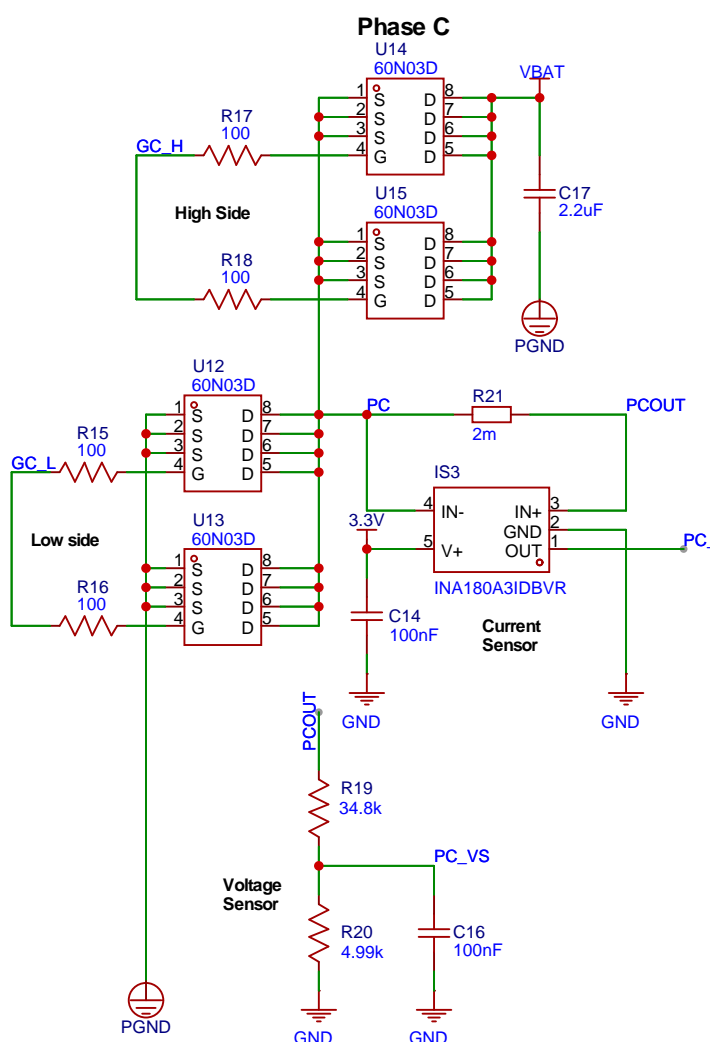 Phase C
U14
60N03D
VBAT
1 S D 8
2 S D 7
3 S D 6
4 G D 5
R17
100
GC_H
C17
2.2uF
High Side
U15
60N03D
1 S D 8
2 S D 7
3 S D 6
4 G D 5
R18
100
PGND
U12
60N03D
1 S D 8
2 S D 7
3 S D 6
4 G D 5
PC
R21
2m
PCOUT
R15
100
GC_L
IS3
4 IN- IN+ 3
GND 2
5 V+ OUT 1
INA180A3IDBVR
3.3V
PC_
Low side
U13
60N03D
1 S D 8
2 S D 7
3 S D 6
4 G D 5
R16
100
C14
100nF
Current
Sensor
GND
GND
PCOUT
R19
34.8k
PC_VS
Voltage
Sensor
R20
4.99k
C16
100nF
PGND
GND
GND